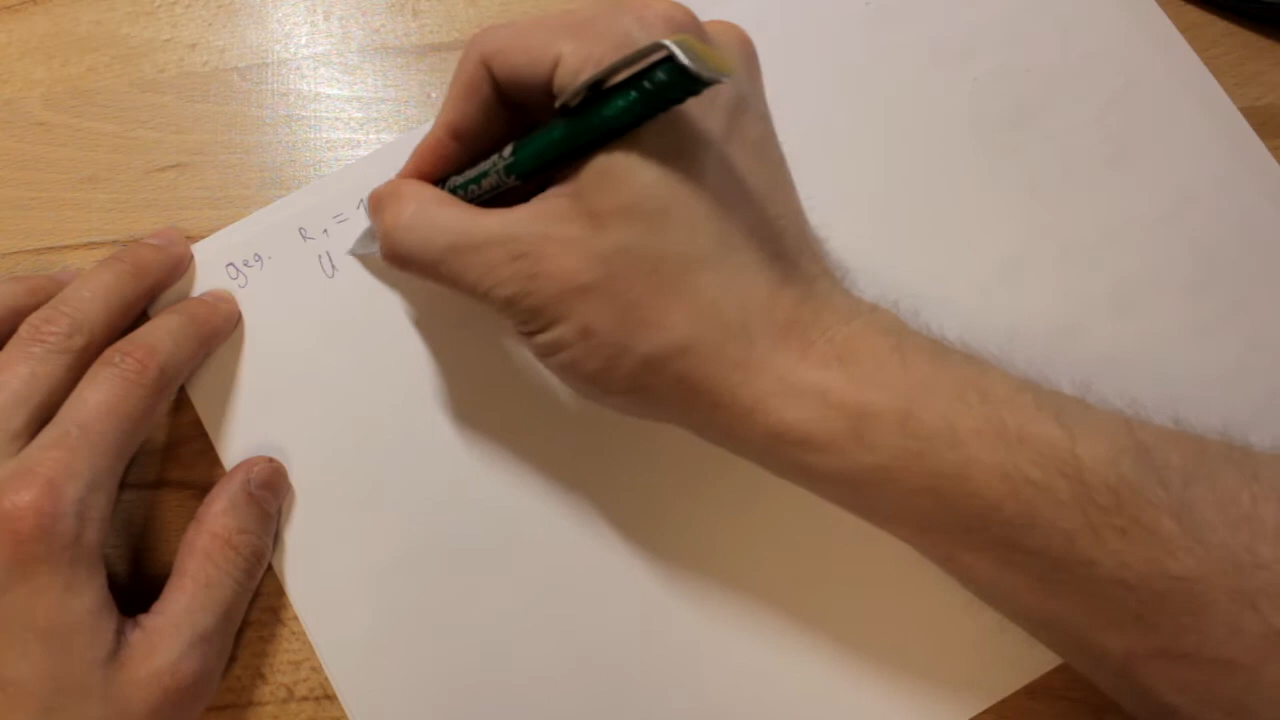 geg. R₁ = 1
U